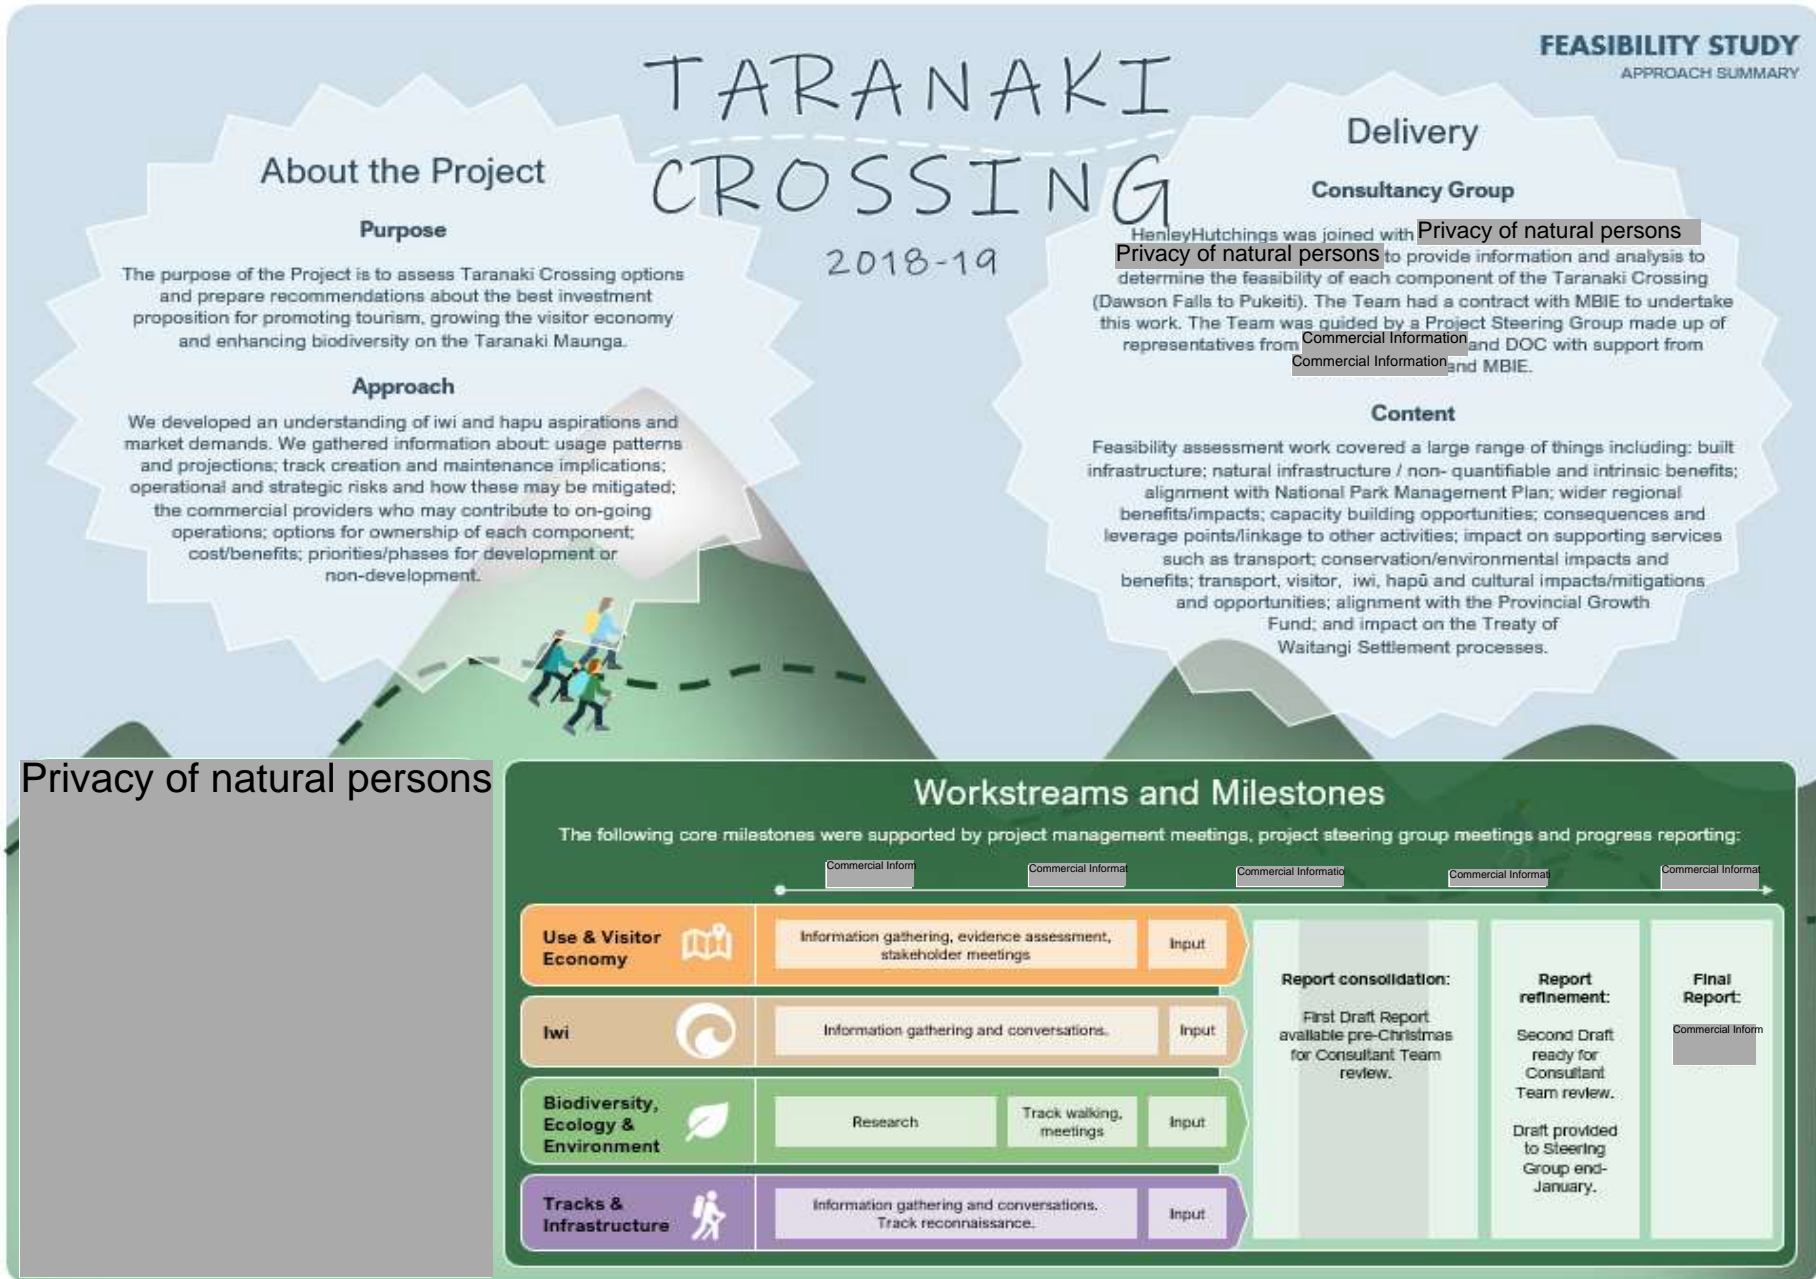 FEASIBILITY STUDY
APPROACH SUMMARY
TARANAKI
CROSSING
2018-19
About the Project
Purpose
The purpose of the Project is to assess Taranaki Crossing options
and prepare recommendations about the best investment
proposition for promoting tourism, growing the visitor economy
and enhancing biodiversity on the Taranaki Maunga.
Approach
We developed an understanding of iwi and hapu aspirations and
market demands. We gathered information about: usage patterns
and projections; track creation and maintenance implications;
operational and strategic risks and how these may be mitigated;
the commercial providers who may contribute to on-going
operations; options for ownership of each component;
cost/benefits; priorities/phases for development or
non-development.
Delivery
Consultancy Group
HenleyHutchings was joined with Privacy of natural persons
Privacy of natural persons to provide information and analysis to
determine the feasibility of each component of the Taranaki Crossing
(Dawson Falls to Pukeiti). The Team had a contract with MBIE to undertake
this work. The Team was guided by a Project Steering Group made up of
representatives from Commercial Information and DOC with support from
Commercial Information and MBIE.
Content
Feasibility assessment work covered a large range of things including: built
infrastructure; natural infrastructure / non- quantifiable and intrinsic benefits;
alignment with National Park Management Plan; wider regional
benefits/impacts; capacity building opportunities; consequences and
leverage points/linkage to other activities; impact on supporting services
such as transport; conservation/environmental impacts and
benefits; transport, visitor, iwi, hapū and cultural impacts/mitigations
and opportunities; alignment with the Provincial Growth
Fund; and impact on the Treaty of
Waitangi Settlement processes.
Privacy of natural persons
Workstreams and Milestones
The following core milestones were supported by project management meetings, project steering group meetings and progress reporting:
Commercial Inform
Commercial Informat
Commercial Informatio
Commercial Informati
Commercial Informat
Use & Visitor
Economy
Information gathering, evidence assessment,
stakeholder meetings
Input
Iwi
Information gathering and conversations.
Input
Biodiversity,
Ecology &
Environment
Research
Track walking,
meetings
Input
Tracks &
Infrastructure
Information gathering and conversations.
Track reconnaissance.
Input
Report consolidation:
First Draft Report
available pre-Christmas
for Consultant Team
review.
Report
refinement:
Second Draft
ready for
Consultant
Team review.
Draft provided
to Steering
Group end-
January.
Final
Report:
Commercial Inform